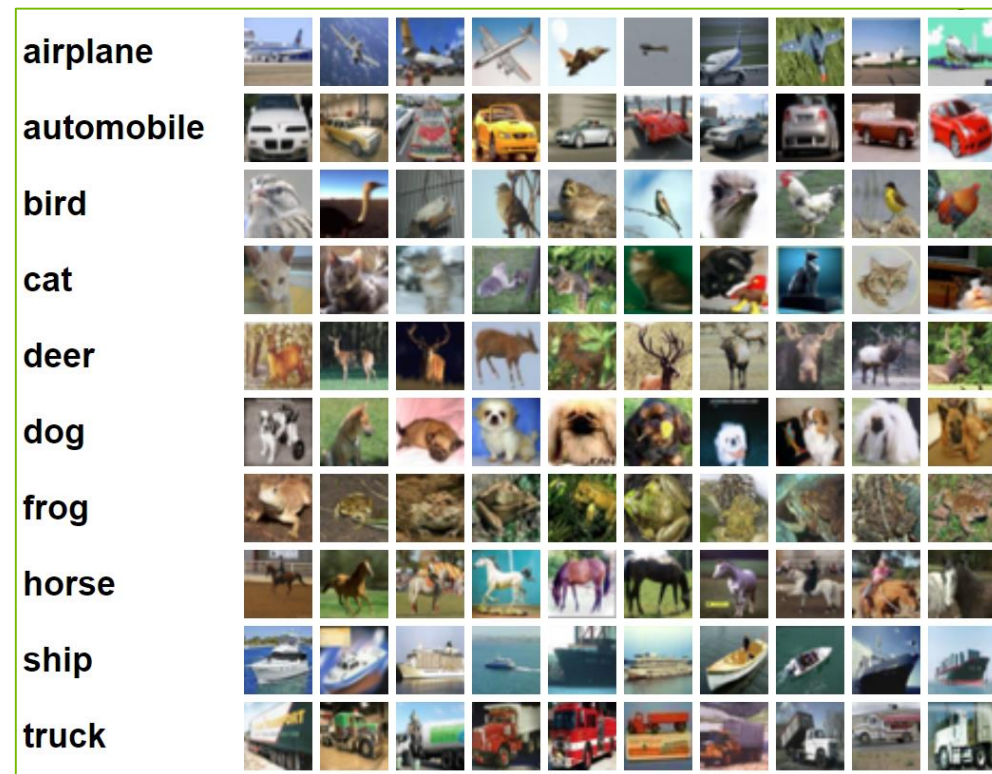 airplane
automobile
bird
cat
deer
dog
frog
horse
ship
truck